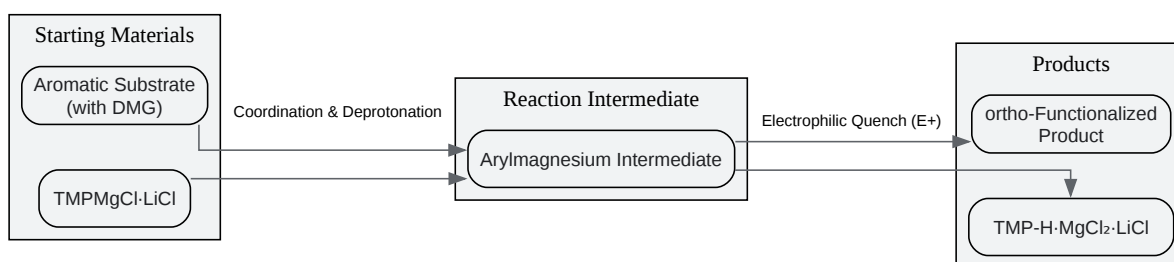 Starting Materials
Aromatic Substrate
(with DMG)
TMPMgCl·LiCl
Coordination & Deprotonation
Reaction Intermediate
Arylmagnesium Intermediate
Electrophilic Quench (E+)
Products
ortho-Functionalized
Product
TMP-H·MgCl₂·LiCl